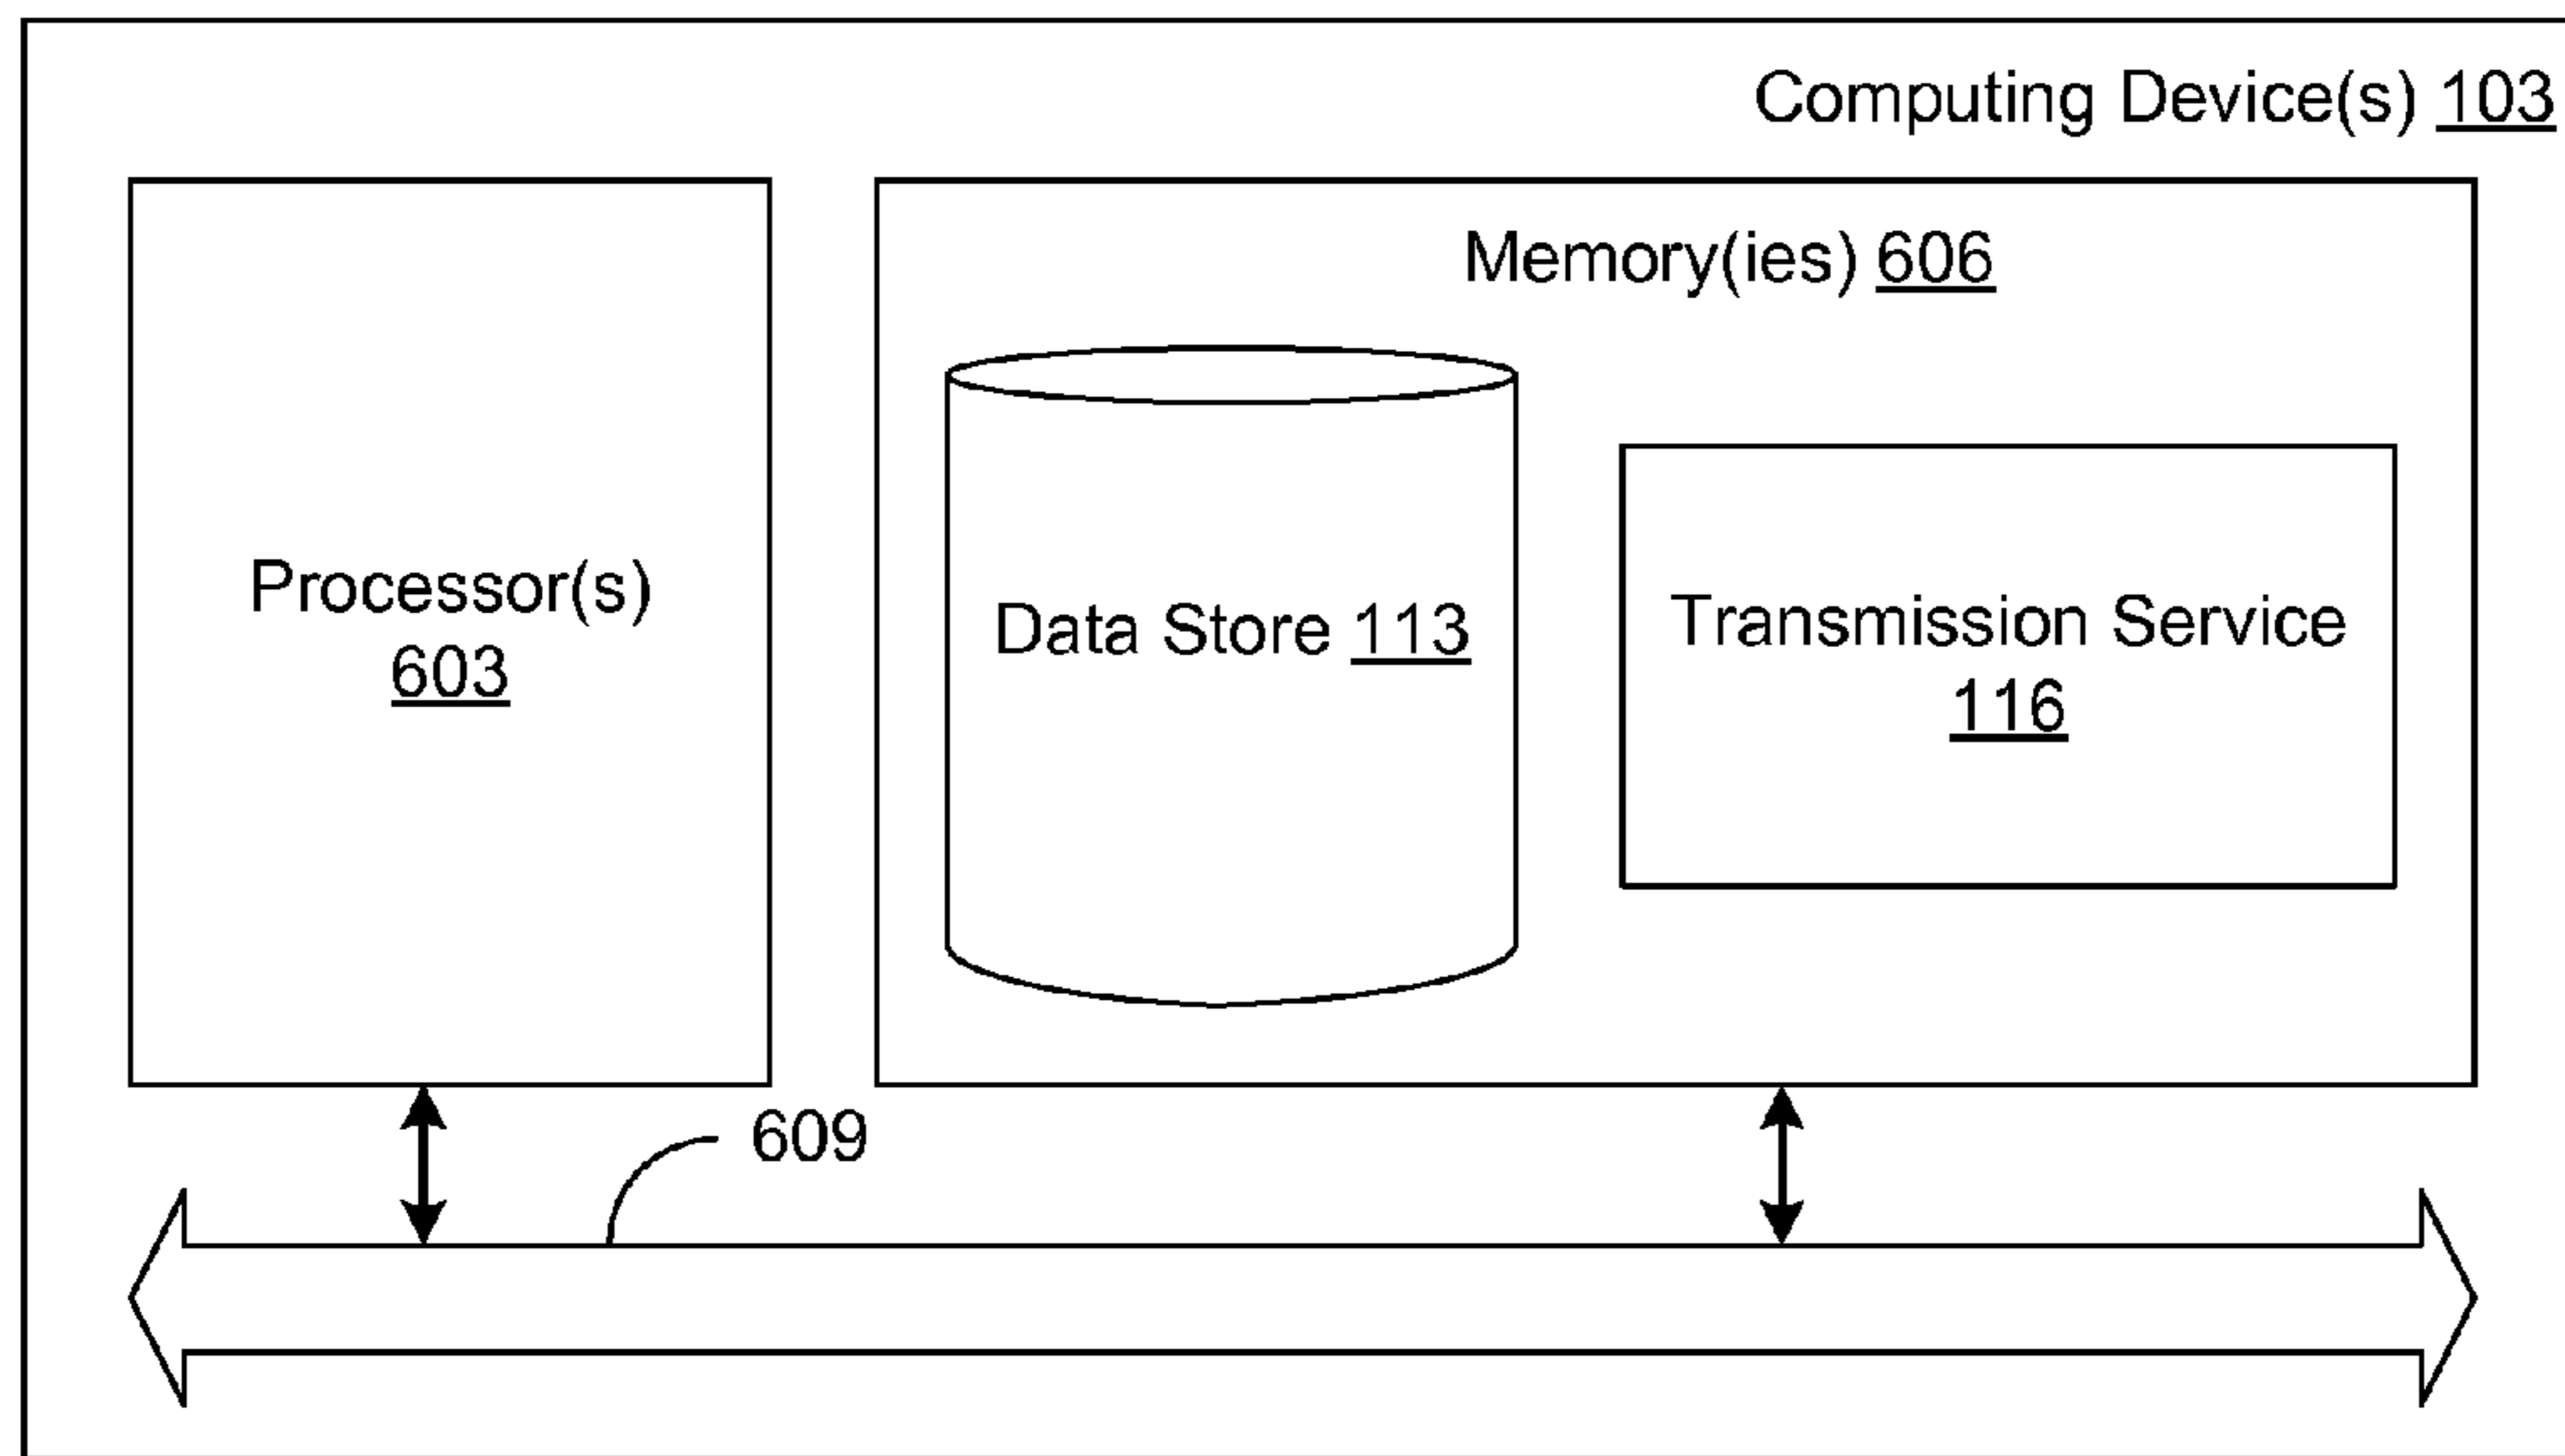 Computing Device(s) 103
Memory(ies) 606
Processor(s)
603
Data Store 113
Transmission Service
116
609